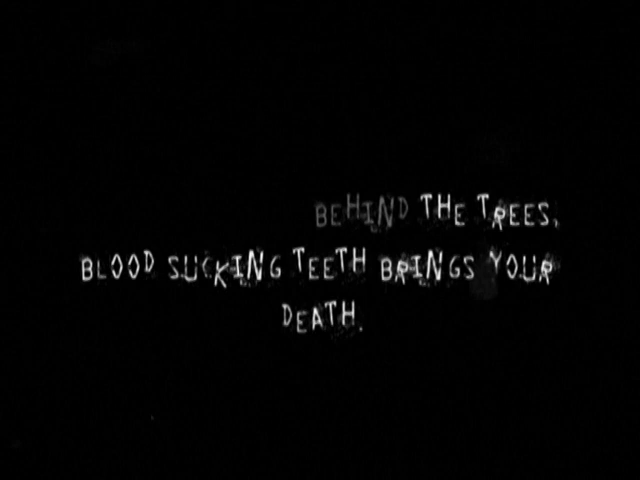 BEHIND THE TREES,
BLOOD SUCKING TEETH BRINGS YOUR
DEATH.